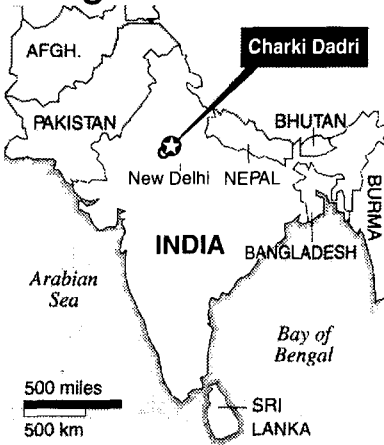 Charki Dadri
AFGH.
PAKISTAN
BHUTAN
New Delhi
NEPAL
BURMA
INDIA
BANGLADESH
Arabian
Sea
Bay of
Bengal
500 miles
500 km
SRI
LANKA